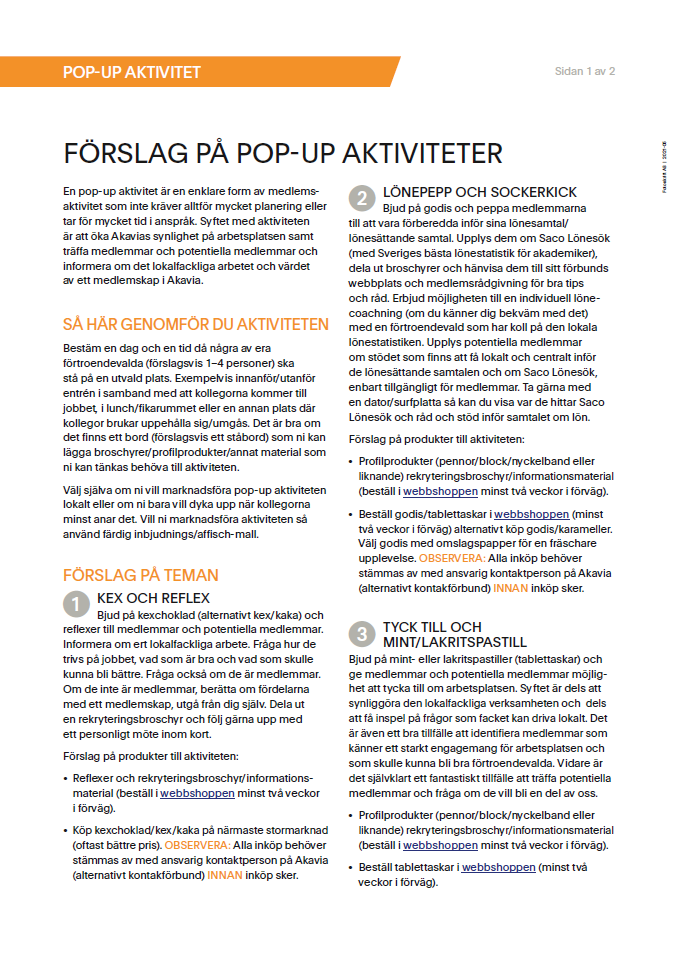 POP-UP AKTIVITET
Sidan 1 av 2
FÖRSLAG PÅ POP-UP AKTIVITETER
En pop-up aktivitet är en enklare form av medlems-
aktivitet som inte kräver alltför mycket planering eller
tar för mycket tid i anspråk. Syftet med aktiviteten
är att öka Akavias synlighet på arbetsplatsen samt
träffa medlemmar och potentiella medlemmar och
informera om det lokalfackliga arbetet och värdet
av ett medlemskap i Akavia.
SÅ HÄR GENOMFÖR DU AKTIVITETEN
Bestäm en dag och en tid då några av era
förtroendevalda (förslagsvis 1–4 personer) ska
stå på en utvald plats. Exempelvis innanför/utanför
entrén i samband med att kollegorna kommer till
jobbet, i lunch/fikarummet eller en annan plats där
kollegor brukar uppehålla sig/umgås. Det är bra om
det finns ett bord (förslagsvis ett ståbord) som ni kan
lägga broschyrer/profilprodukter/annat material som
ni kan tänkas behöva till aktiviteten.
Välj själva om ni vill marknadsföra pop-up aktiviteten
lokalt eller om ni bara vill dyka upp när kollegorna
minst anar det. Vill ni marknadsföra aktiviteten så
använd färdig inbjudnings/affisch-mall.
FÖRSLAG PÅ TEMAN
1 KEX OCH REFLEX
Bjud på kexchoklad (alternativt kex/kaka) och
reflexer till medlemmar och potentiella medlemmar.
Informera om ert lokalfackliga arbete. Fråga hur de
trivs på jobbet, vad som är bra och vad som skulle
kunna bli bättre. Fråga också om de är medlemmar.
Om de inte är medlemmar, berätta om fördelarna
med ett medlemskap, utgå från dig själv. Dela ut
en rekryteringsbroschyr och följ gärna upp med
ett personligt möte inom kort.
Förslag på produkter till aktiviteten:
• Reflexer och rekryteringsbroschyr/informations-
material (beställ i webbshoppen minst två veckor
i förväg).
• Köp kexchoklad/kex/kaka på närmaste stormarknad
(oftast bättre pris). OBSERVERA: Alla inköp behöver
stämmas av med ansvarig kontaktperson på Akavia
(alternativt kontakförbund) INNAN inköp sker.
2 LÖNEPEPP OCH SOCKERKICK
Bjud på godis och peppa medlemmarna
till att vara förberedda inför sina lönesamtal/
lönesättande samtal. Upplys dem om Saco Lönesök
(med Sveriges bästa lönestatistik för akademiker),
dela ut broschyrer och hänvisa dem till sitt förbunds
webbplats och medlemsrådgivning för bra tips
och råd. Erbjud möjligheten till en individuell löne-
coachning (om du känner dig bekväm med det)
med en förtroendevald som har koll på den lokala
lönestatistiken. Upplys potentiella medlemmar
om stödet som finns att få lokalt och centralt inför
de lönesättande samtalen och om Saco Lönesök,
enbart tillgängligt för medlemmar. Ta gärna med
en dator/surfplatta så kan du visa var de hittar Saco
Lönesök och råd och stöd inför samtalet om lön.
Förslag på produkter till aktiviteten:
• Profilprodukter (pennor/block/nyckelband eller
liknande) rekryteringsbroschyr/informationsmaterial
(beställ i webbshoppen minst två veckor i förväg).
• Beställ godis/tablettaskar i webbshoppen (minst
två veckor i förväg) alternativt köp godis/karameller.
Välj godis med omslagspapper för en fräschare
upplevelse. OBSERVERA: Alla inköp behöver
stämmas av med ansvarig kontaktperson på Akavia
(alternativt kontaktförbund) INNAN inköp sker.
3 TYCK TILL OCH
MINT/LAKRITSPASTILL
Bjud på mint- eller lakritspastiller (tablettaskar) och
ge medlemmar och potentiella medlemmar möjlig-
het att tycka till om arbetsplatsen. Syftet är dels att
synliggöra den lokalfackliga verksamheten och dels
att få inspel på frågor som facket kan driva lokalt. Det
är även ett bra tillfälle att identifiera medlemmar som
känner ett starkt engagemang för arbetsplatsen och
som skulle kunna bli bra förtroendevalda. Vidare är
det självklart ett fantastiskt tillfälle att träffa potentiella
medlemmar och fråga om de vill bli en del av oss.
• Profilprodukter (pennor/block/nyckelband eller
liknande) rekryteringsbroschyr/informationsmaterial
(beställ i webbshoppen minst två veckor i förväg).
• Beställ tablettaskar i webbshoppen (minst två
veckor i förväg).